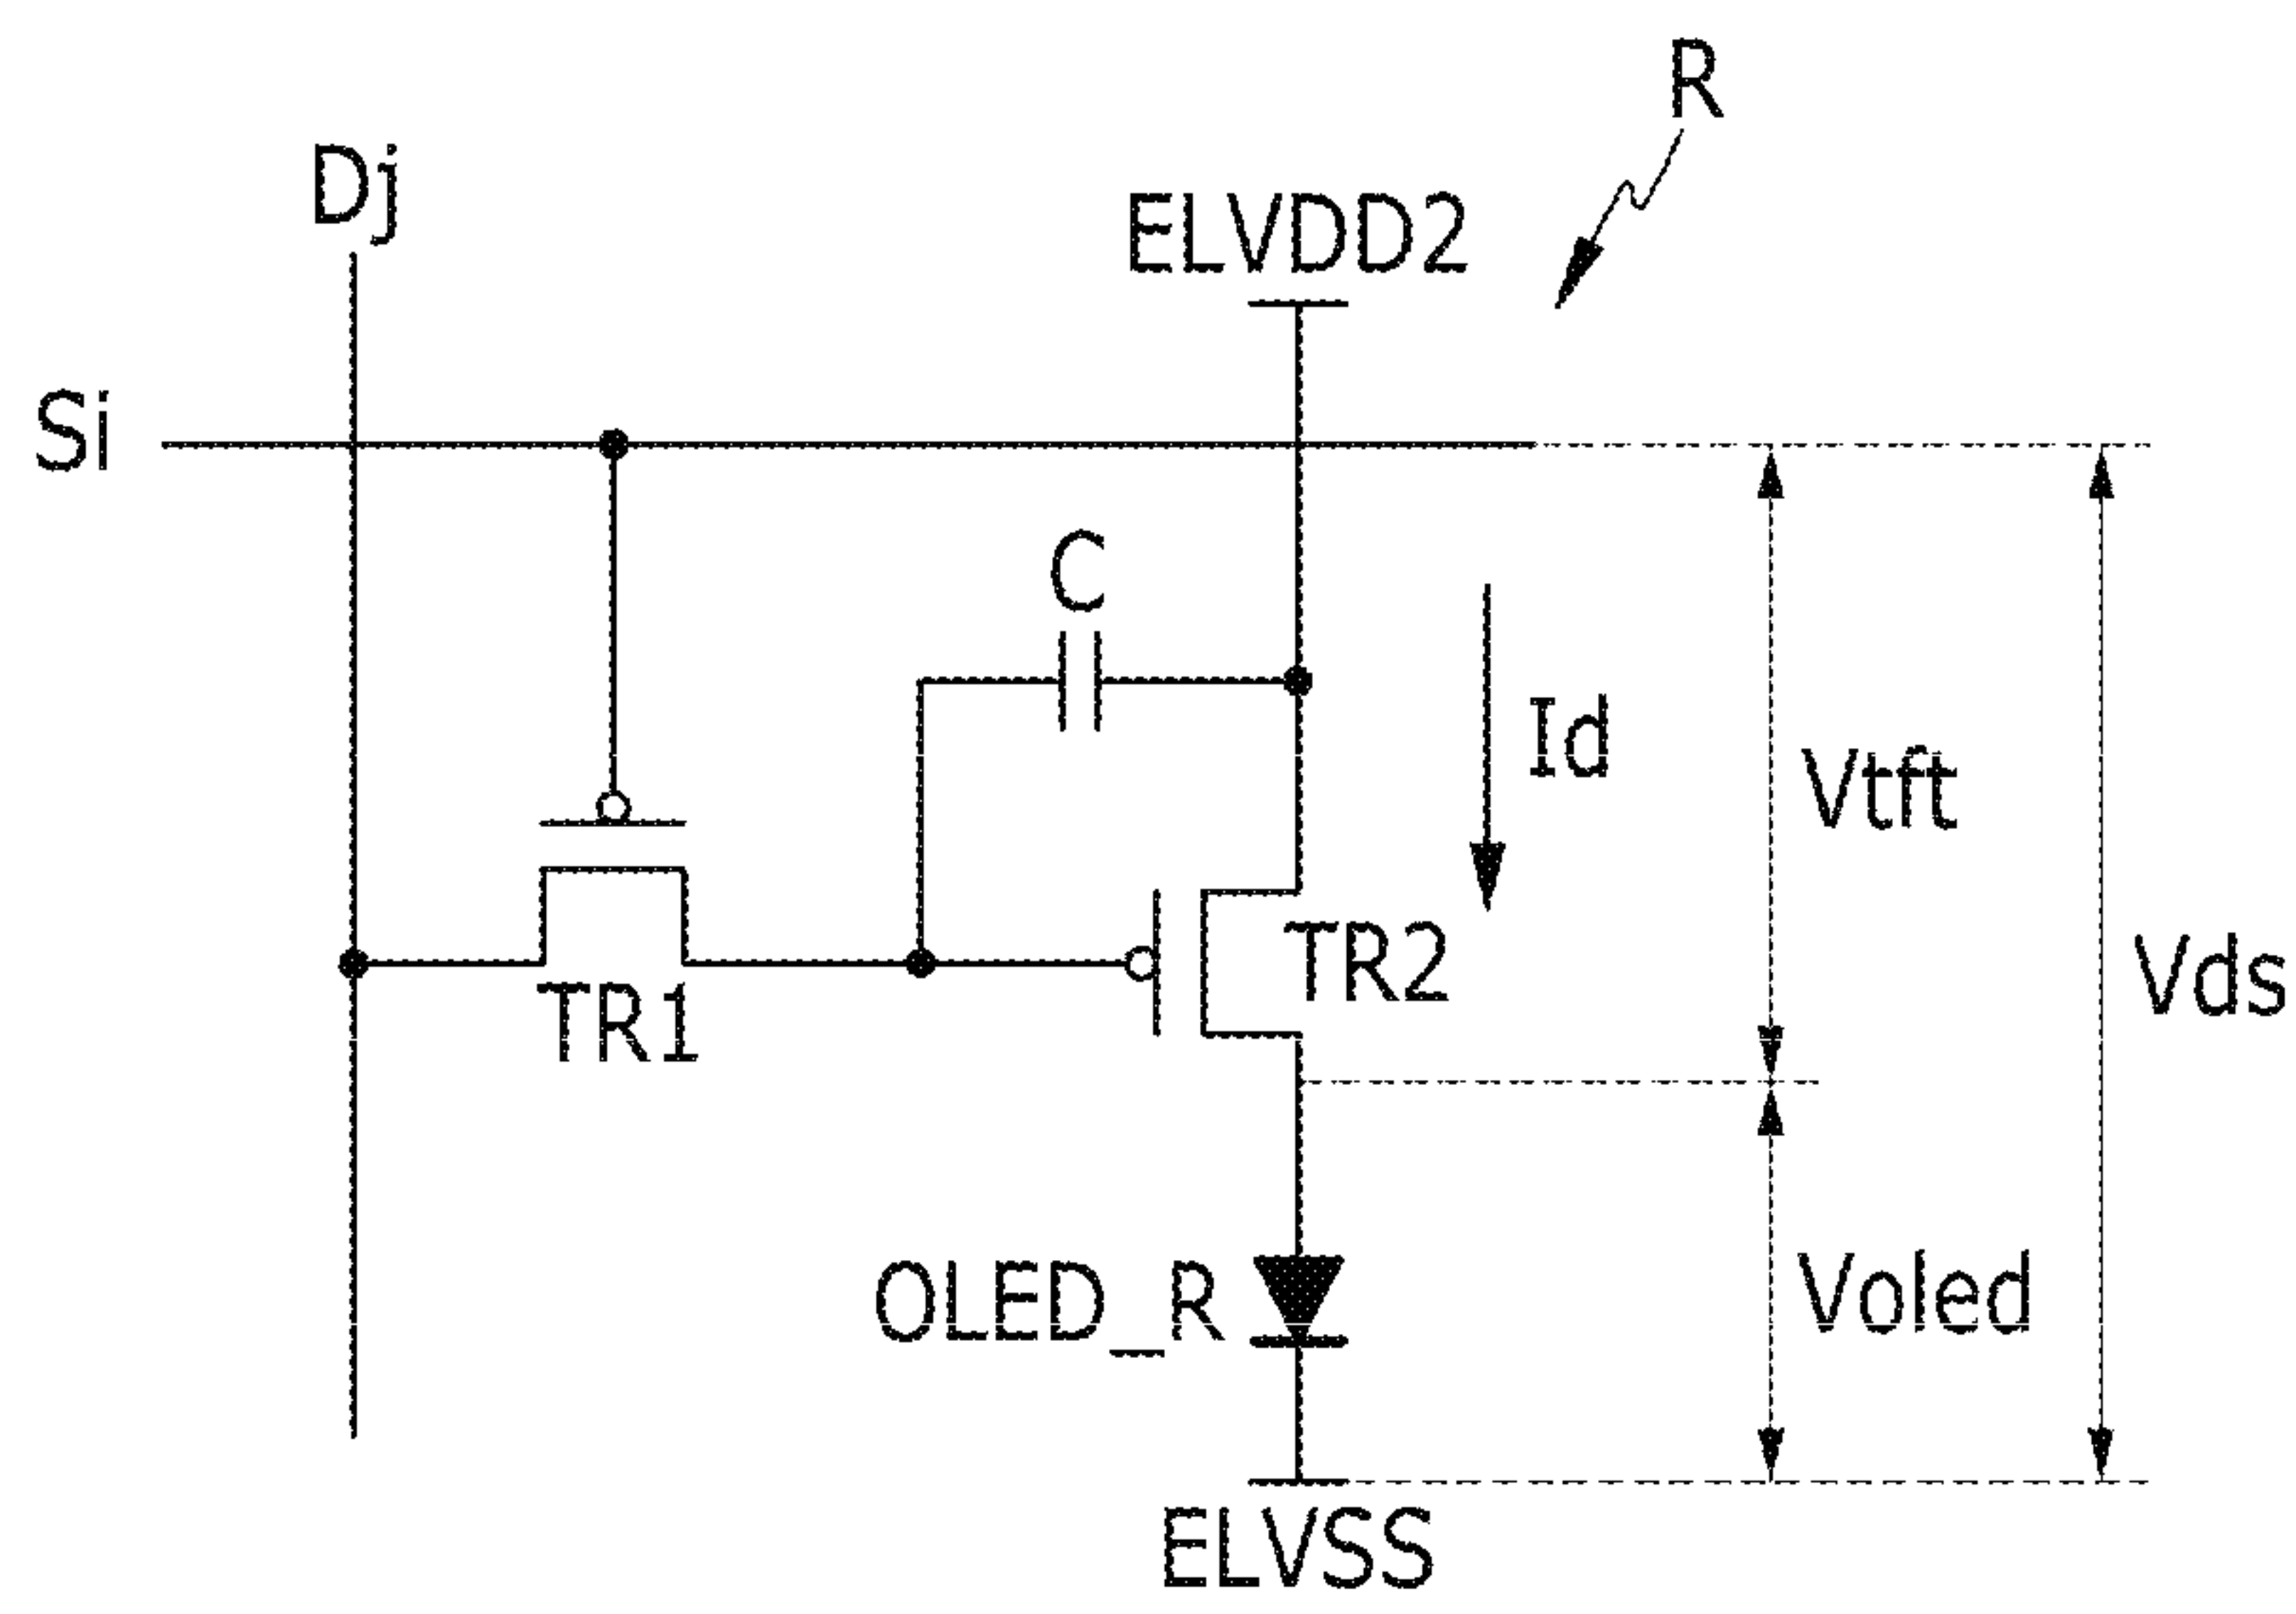 R
Dj
ELVDD2
Si
C
Id
Vtft
TR2
Vds
TR1
OLED_R
Voled
ELVSS